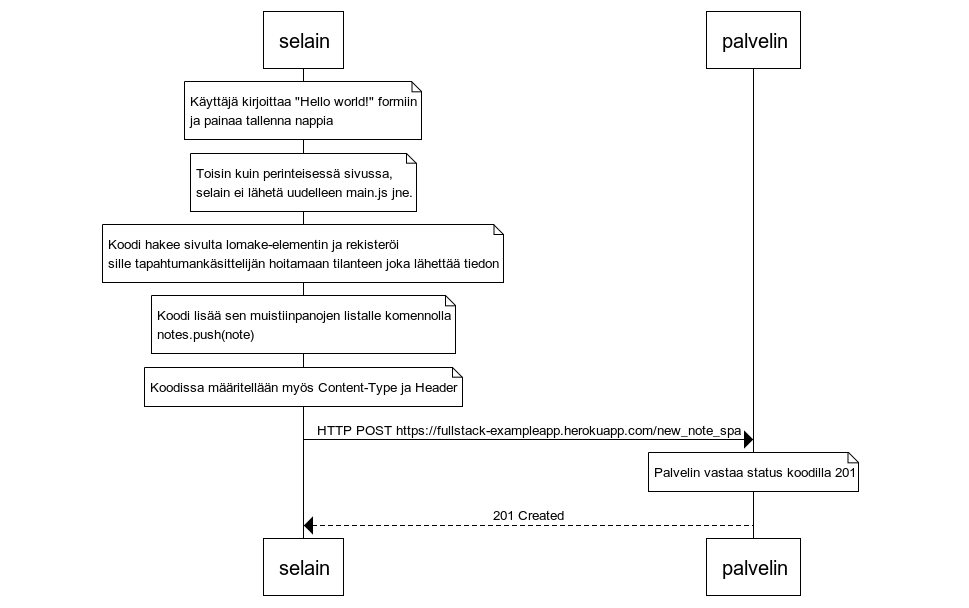 selain
palvelin
Käyttäjä kirjoittaa "Hello world!" formiin
ja painaa tallenna nappia
Toisin kuin perinteisessä sivussa,
selain ei lähetä uudelleen main.js jne.
Koodi hakee sivulta lomake-elementin ja rekisteröi
sille tapahtumankäsittelijän hoitamaan tilanteen joka lähettää tiedon
Koodi lisää sen muistiinpanojen listalle komennolla
notes.push(note)
Koodissa määritellään myös Content-Type ja Header
HTTP POST https://fullstack-exampleapp.herokuapp.com/new_note_spa
Palvelin vastaa status koodilla 201
201 Created
selain
palvelin